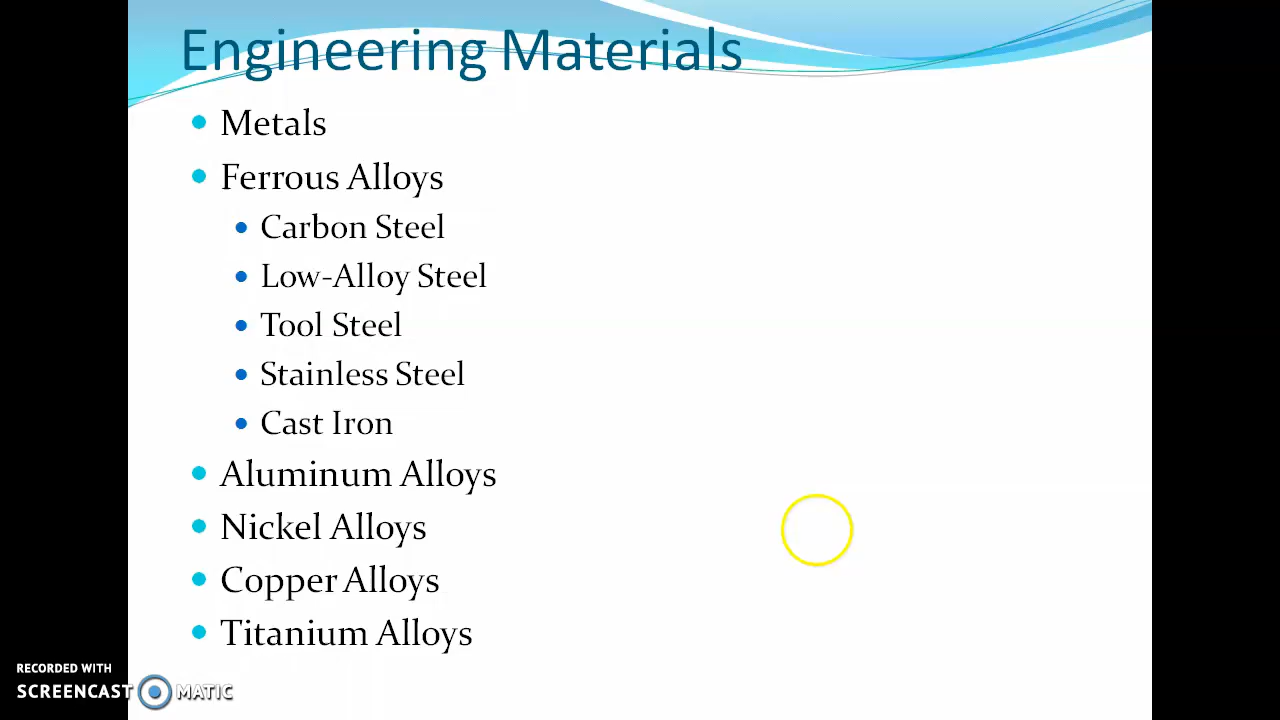 Engineering Materials
Metals
Ferrous Alloys
Carbon Steel
Low-Alloy Steel
Tool Steel
Stainless Steel
Cast Iron
Aluminum Alloys
Nickel Alloys
Copper Alloys
Titanium Alloys
RECORDED WITH
SCREENCAST MATIC